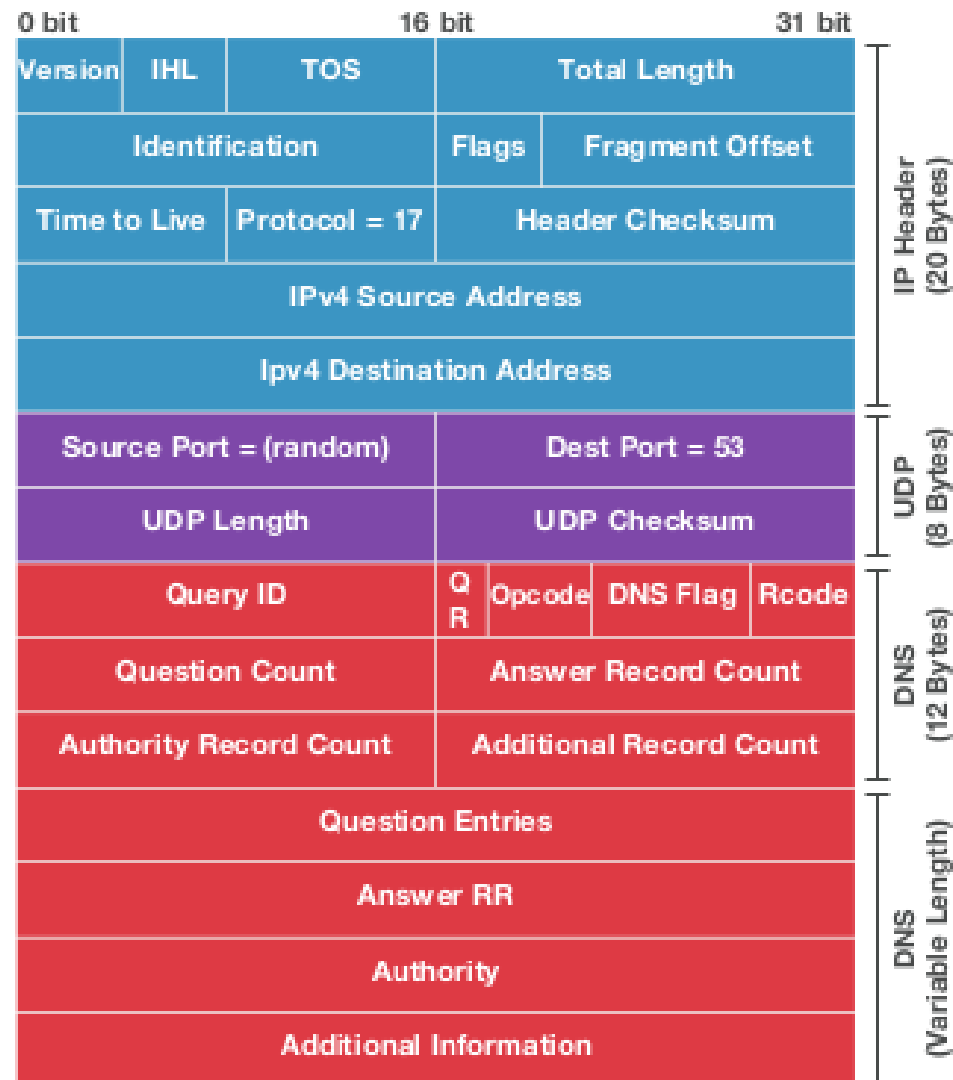 0 bit 16 bit 31 bit
Version IHL TOS Total Length
Identification Flags Fragment Offset
Time to Live Protocol = 17 Header Checksum
IPv4 Source Address
Ipv4 Destination Address
IP Header
(20 Bytes)
Source Port = (random) Dest Port = 53
UDP Length UDP Checksum
UDP
(8 Bytes)
Query ID Q
R Opcode DNS Flag Rcode
Question Count Answer Record Count
Authority Record Count Additional Record Count
DNS
(12 Bytes)
Question Entries
Answer RR
Authority
Additional Information
DNS
(Variable Length)